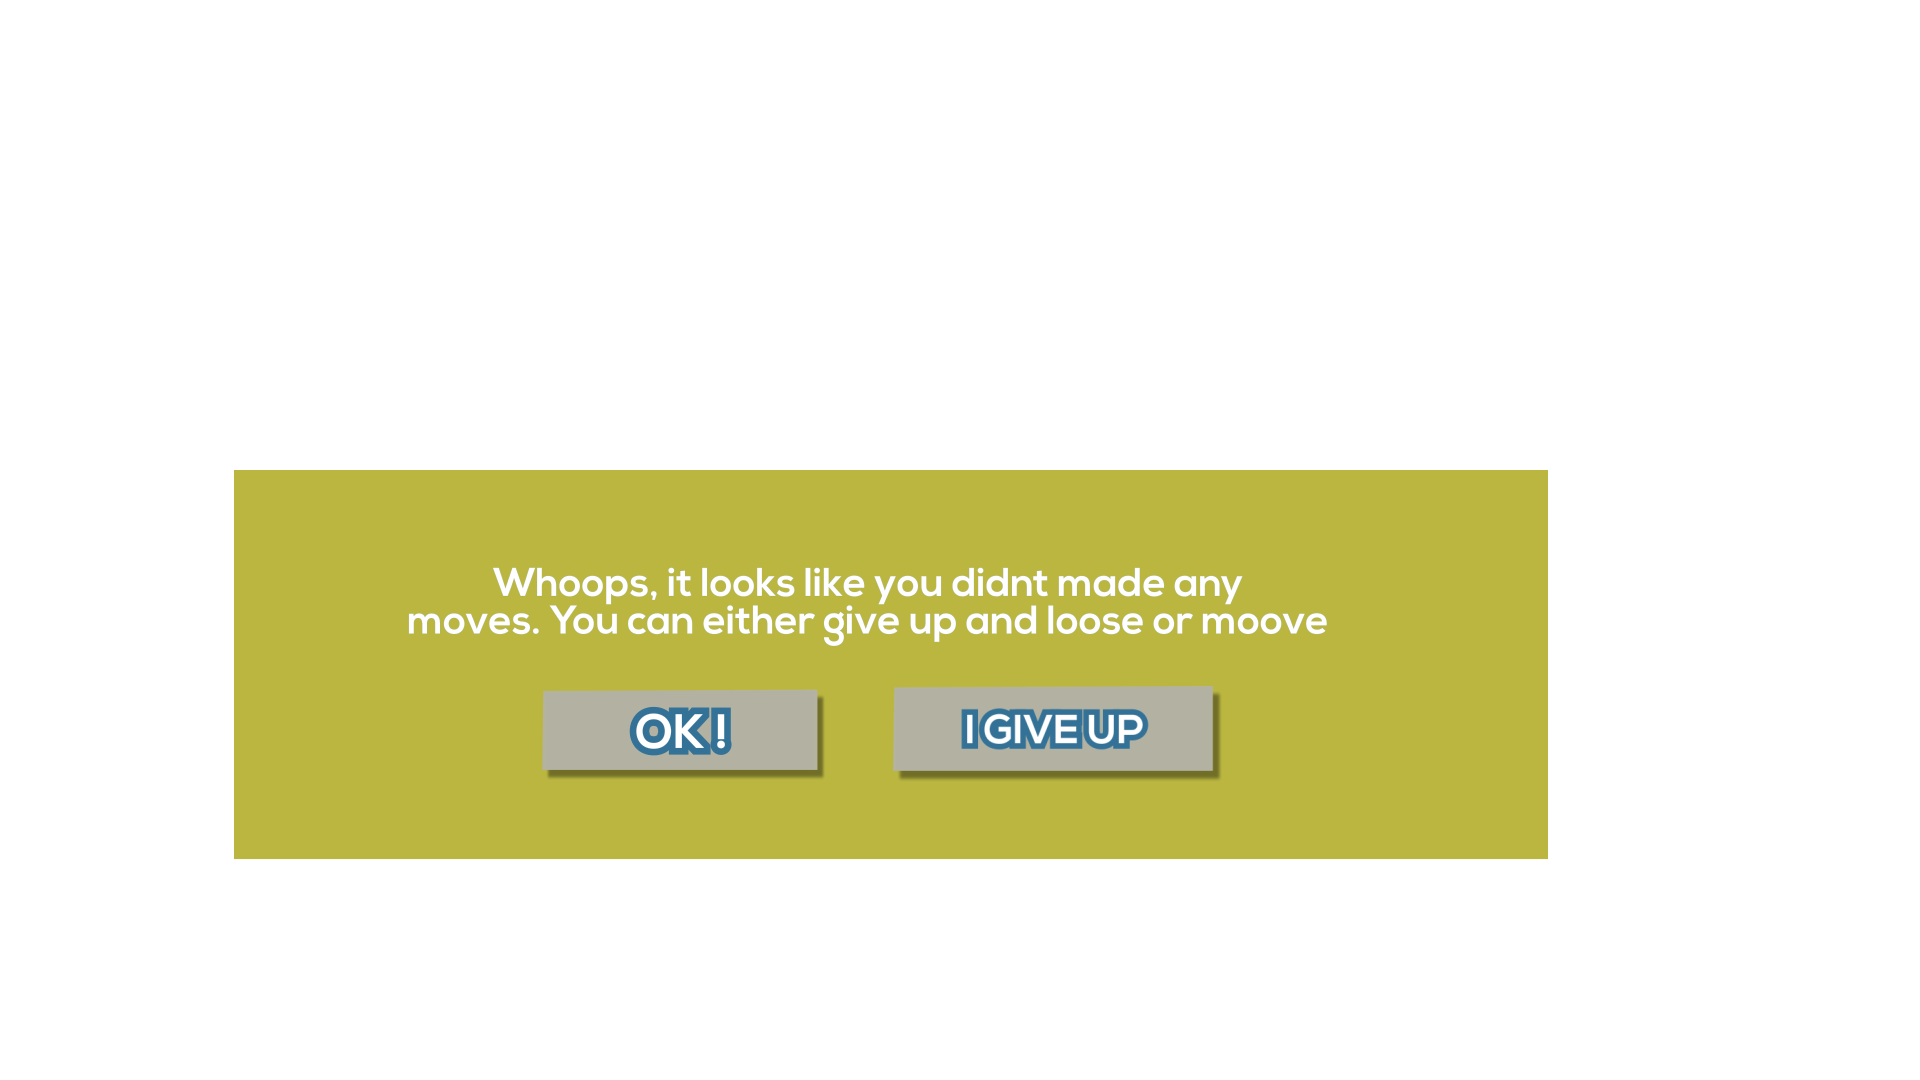 Whoops, it looks like you didnt made any
moves. You can either give up and loose or moove
OK!
I GIVE UP